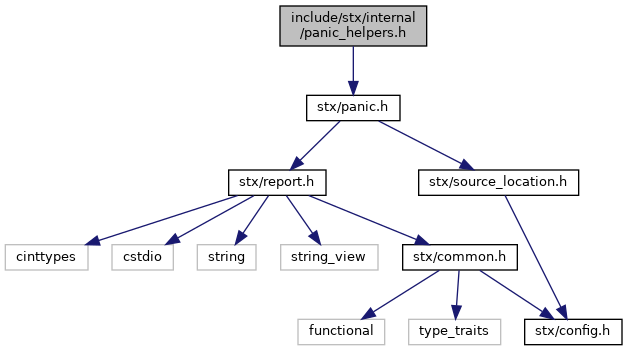 include/stx/internal
/panic_helpers.h
stx/panic.h
stx/report.h
stx/source_location.h
cinttypes
cstdio
string
string_view
stx/common.h
functional
type_traits
stx/config.h